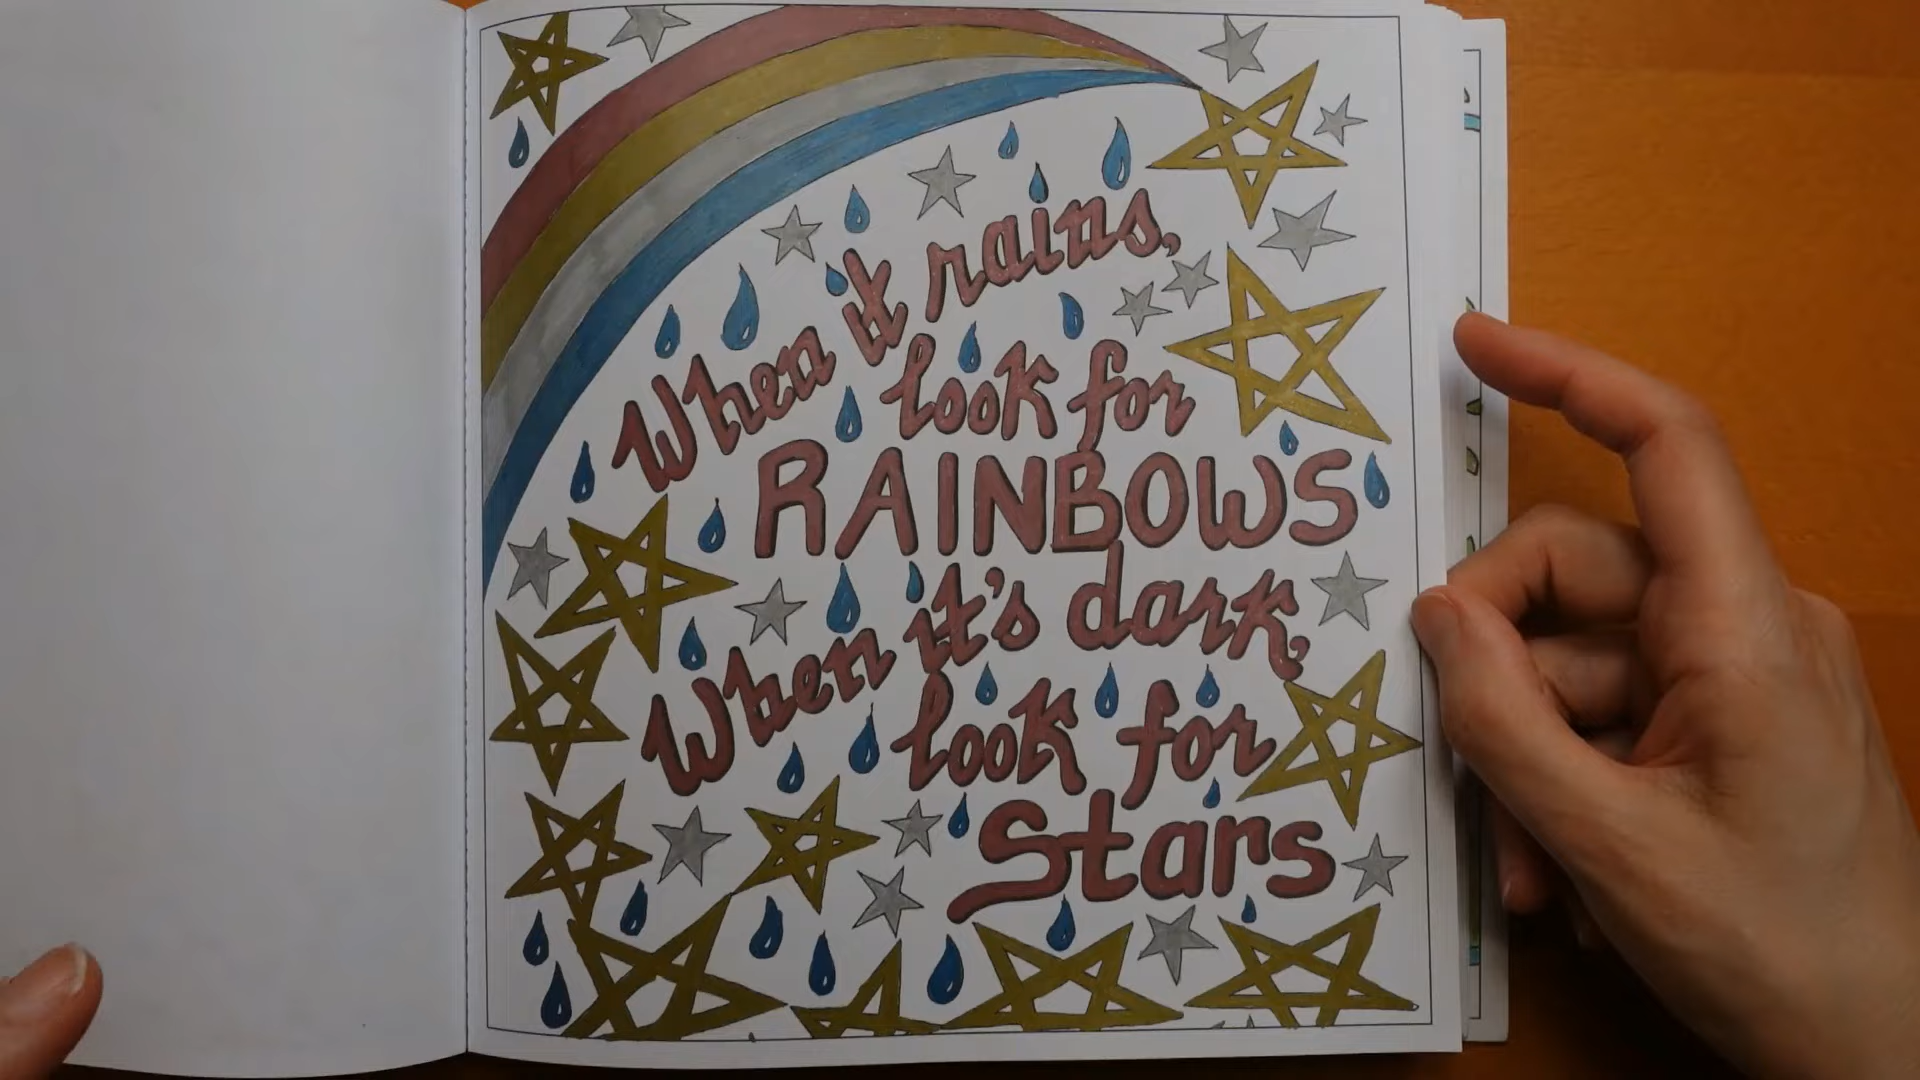 When it rains,
look for
RAINBOWS
When it's dark,
look for
Stars